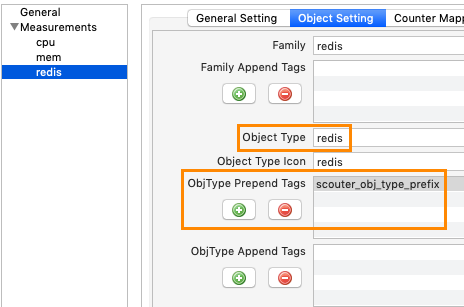 General
Measurements
cpu
mem
redis
General Setting
Object Setting
Counter Mapp
Family
redis
Family Append Tags
Object Type
redis
Object Type Icon
redis
ObjType Prepend Tags
scouter_obj_type_prefix
ObjType Append Tags